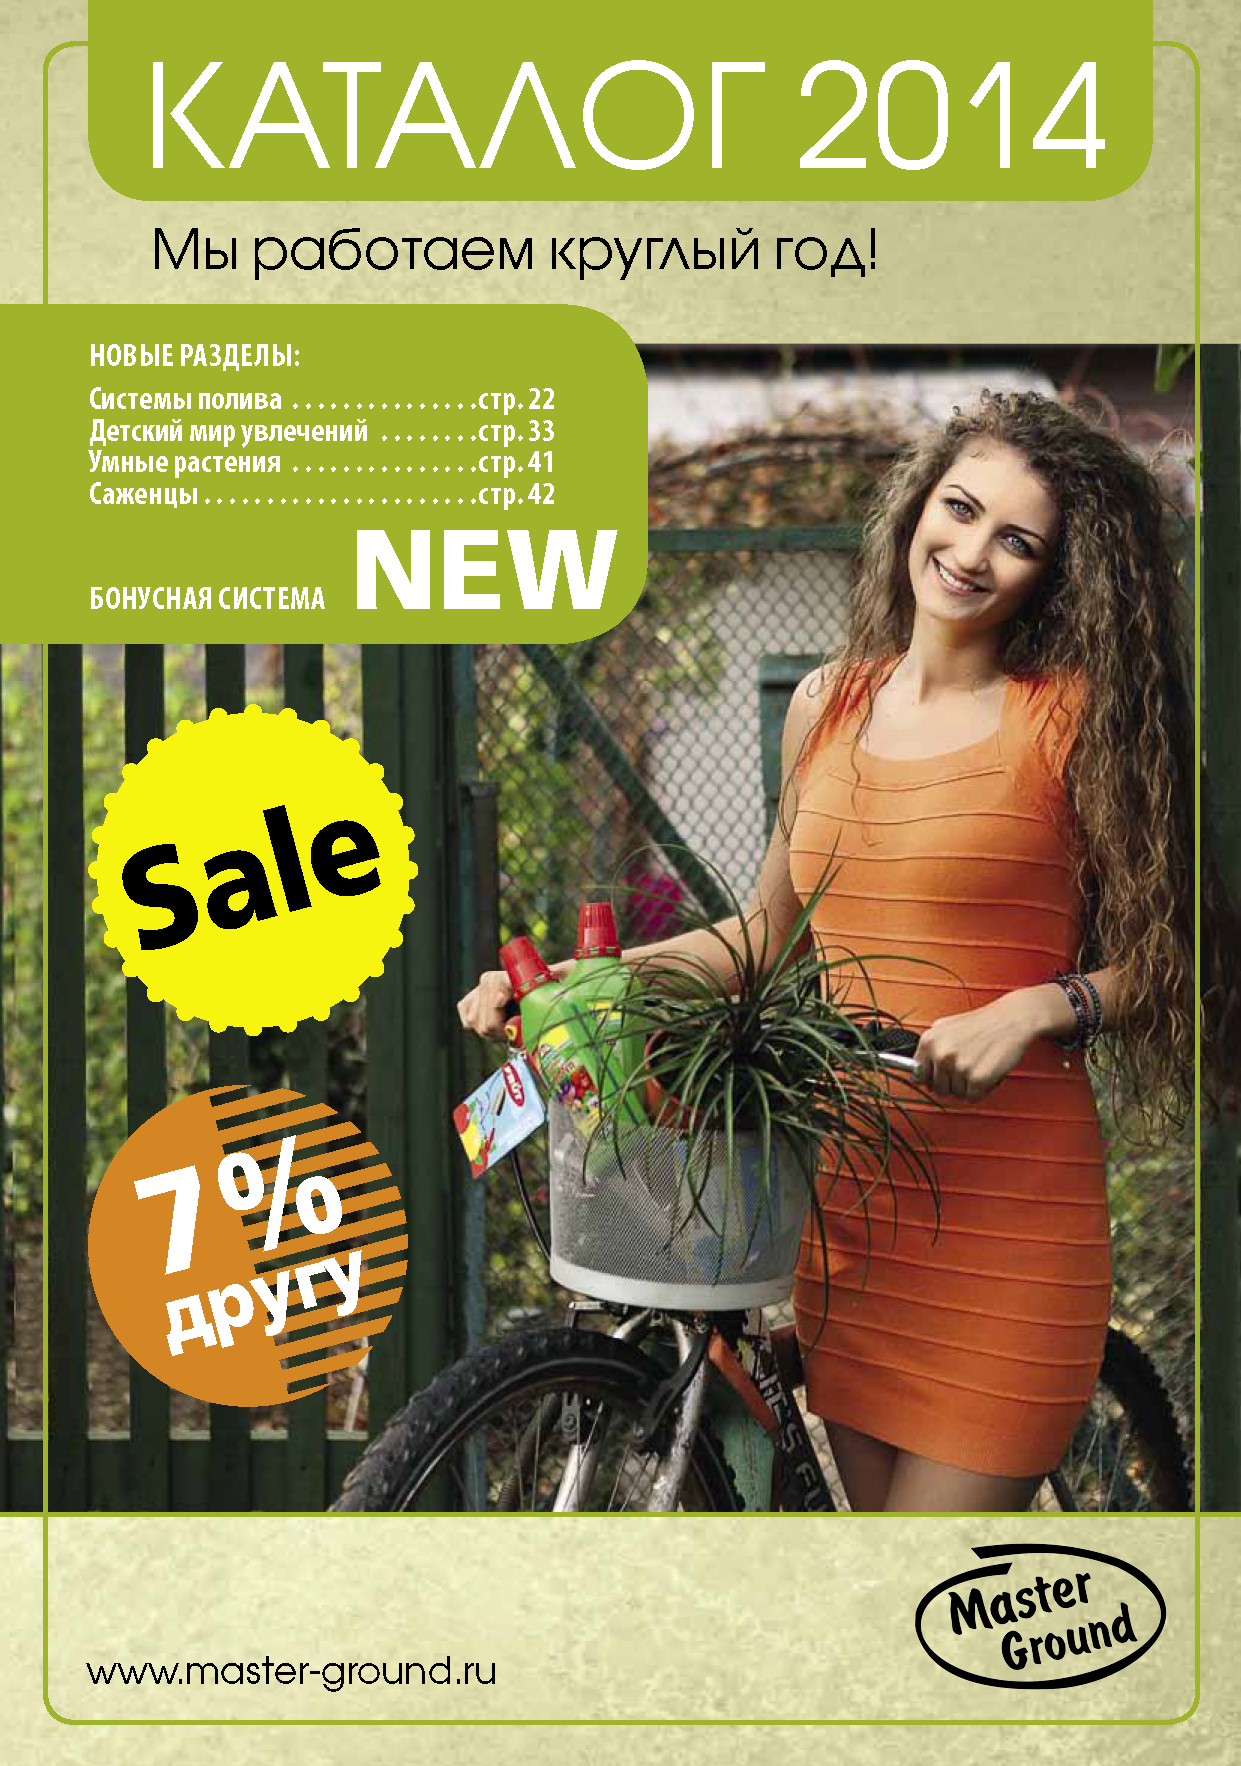 КАТАЛОГ 2014
Мы работаем круглый год!
НОВЫЕ РАЗДЕЛЫ:
Системы полива . . . . . . . . . . . . . . .стр. 22
Детский мир увлечений . . . . . . . .стр. 33
Умные растения . . . . . . . . . . . . . . .стр. 41
Саженцы . . . . . . . . . . . . . . . . . . . . . .стр. 42
БОНУСНАЯ СИСТЕМА NEW
Sale
7%
другу
Master
Ground
www.master-ground.ru